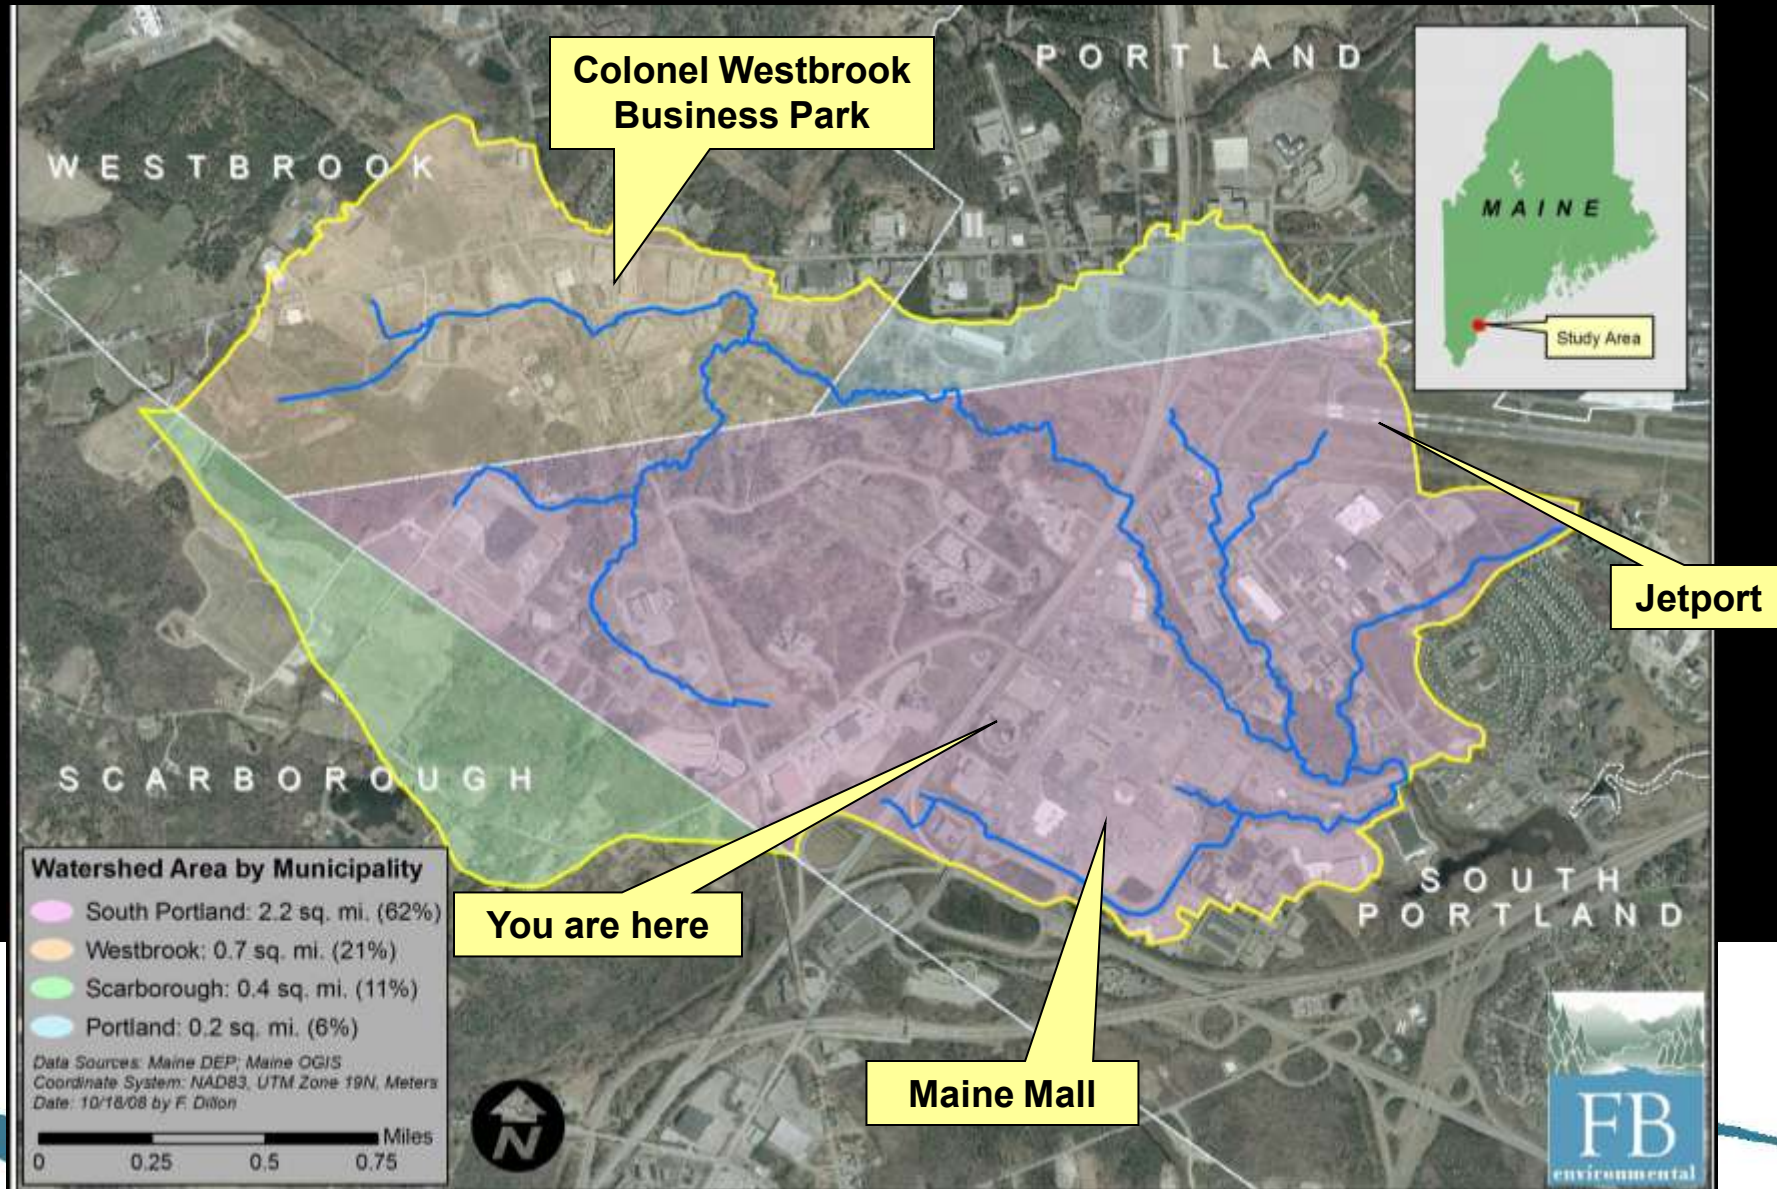 Colonel Westbrook
Business Park
PORTLAND
WESTBROOK
MAINE
Study Area
Jetport
SCARBOROUGH
SOUTH
PORTLAND
You are here
Maine Mall
Watershed Area by Municipality
South Portland: 2.2 sq. mi. (62%)
Westbrook: 0.7 sq. mi. (21%)
Scarborough: 0.4 sq. mi. (11%)
Portland: 0.2 sq. mi. (6%)
Data Sources: Maine DEP; Maine OGIS
Coordinate System: NAD83, UTM Zone 19N, Meters
Date: 10/16/08 by F. Dillon
Miles
0 0.25 0.5 0.75
N
FB
environmental